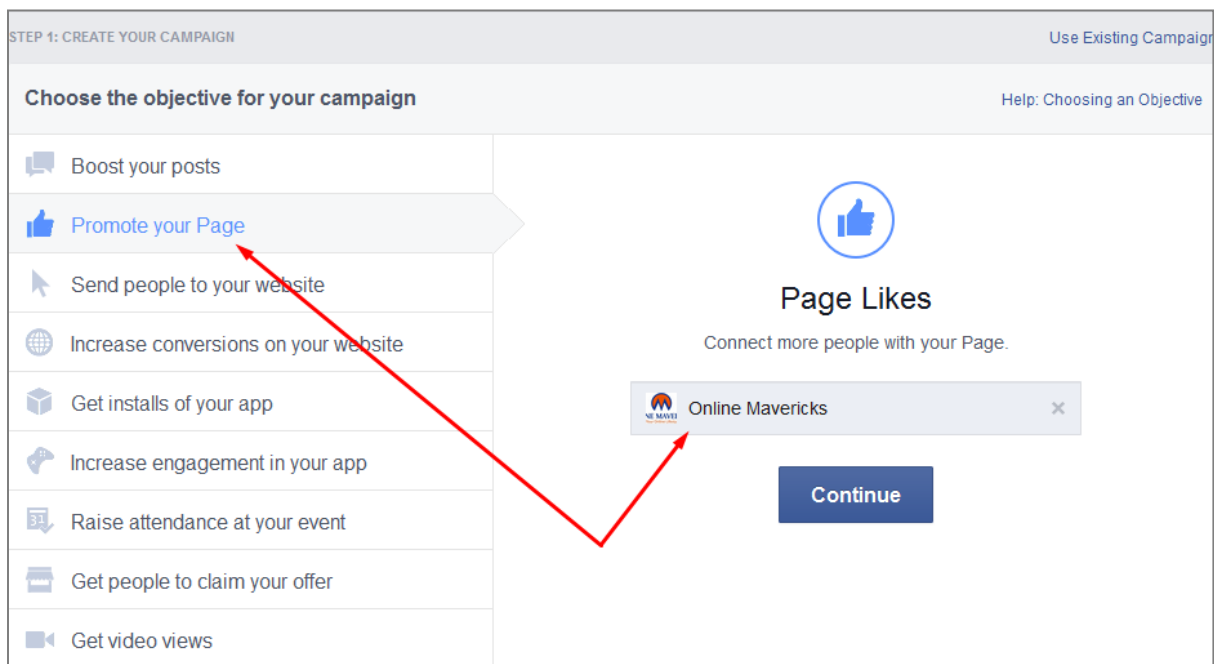 STEP 1: CREATE YOUR CAMPAIGN
Use Existing Campaign
Choose the objective for your campaign
Help: Choosing an Objective
Boost your posts
Promote your Page
Send people to your website
Increase conversions on your website
Get installs of your app
Increase engagement in your app
31
Raise attendance at your event
Get people to claim your offer
Get video views
Page Likes
Connect more people with your Page.
NE MAVEI
Online Mavericks
Continue